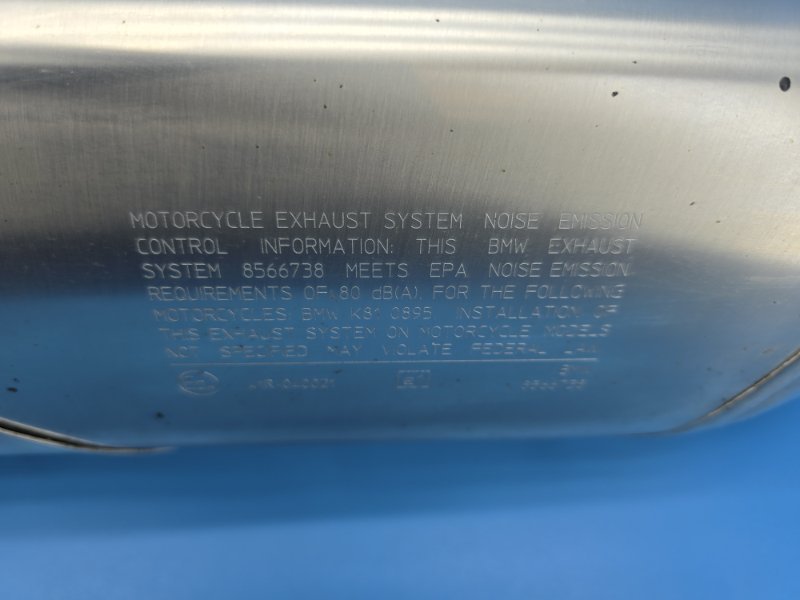 MOTORCYCLE EXHAUST SYSTEM NOISE EMISSION
CONTROL INFORMATION: THIS BMW EXHAUST
SYSTEM 8566738 MEETS EPA NOISE EMISSION
REQUIREMENTS OF 80 dB(A), FOR THE FOLLOWING
MOTORCYCLES: BMW K81 0895. INSTALLATION OF
THIS EXHAUST SYSTEM ON MOTORCYCLE MODELS
NOT SPECIFIED MAY VIOLATE FEDERAL LAW
8566738